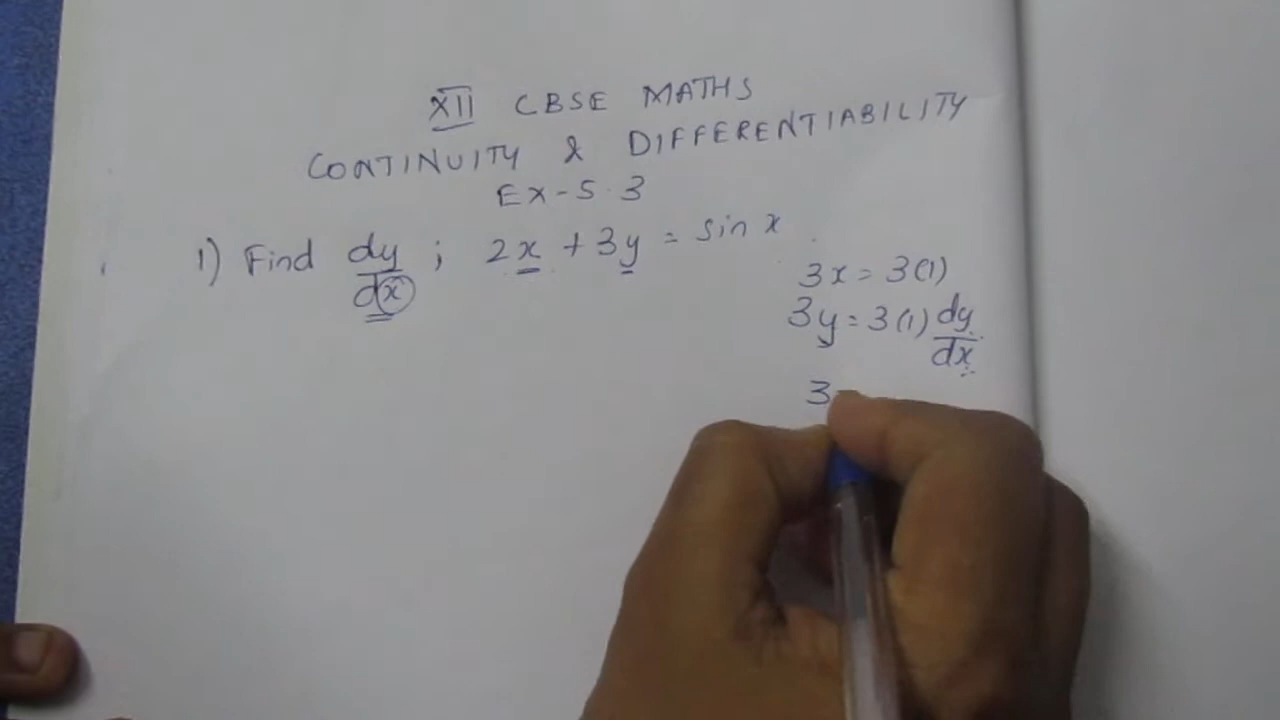 XII CBSE MATHS
CONTINUITY & DIFFERENTIABILITY
EX-5.3
1) Find dy/dx ; 2x + 3y = sin x
3x = 3(1)
3y = 3(1) dy/dx
3